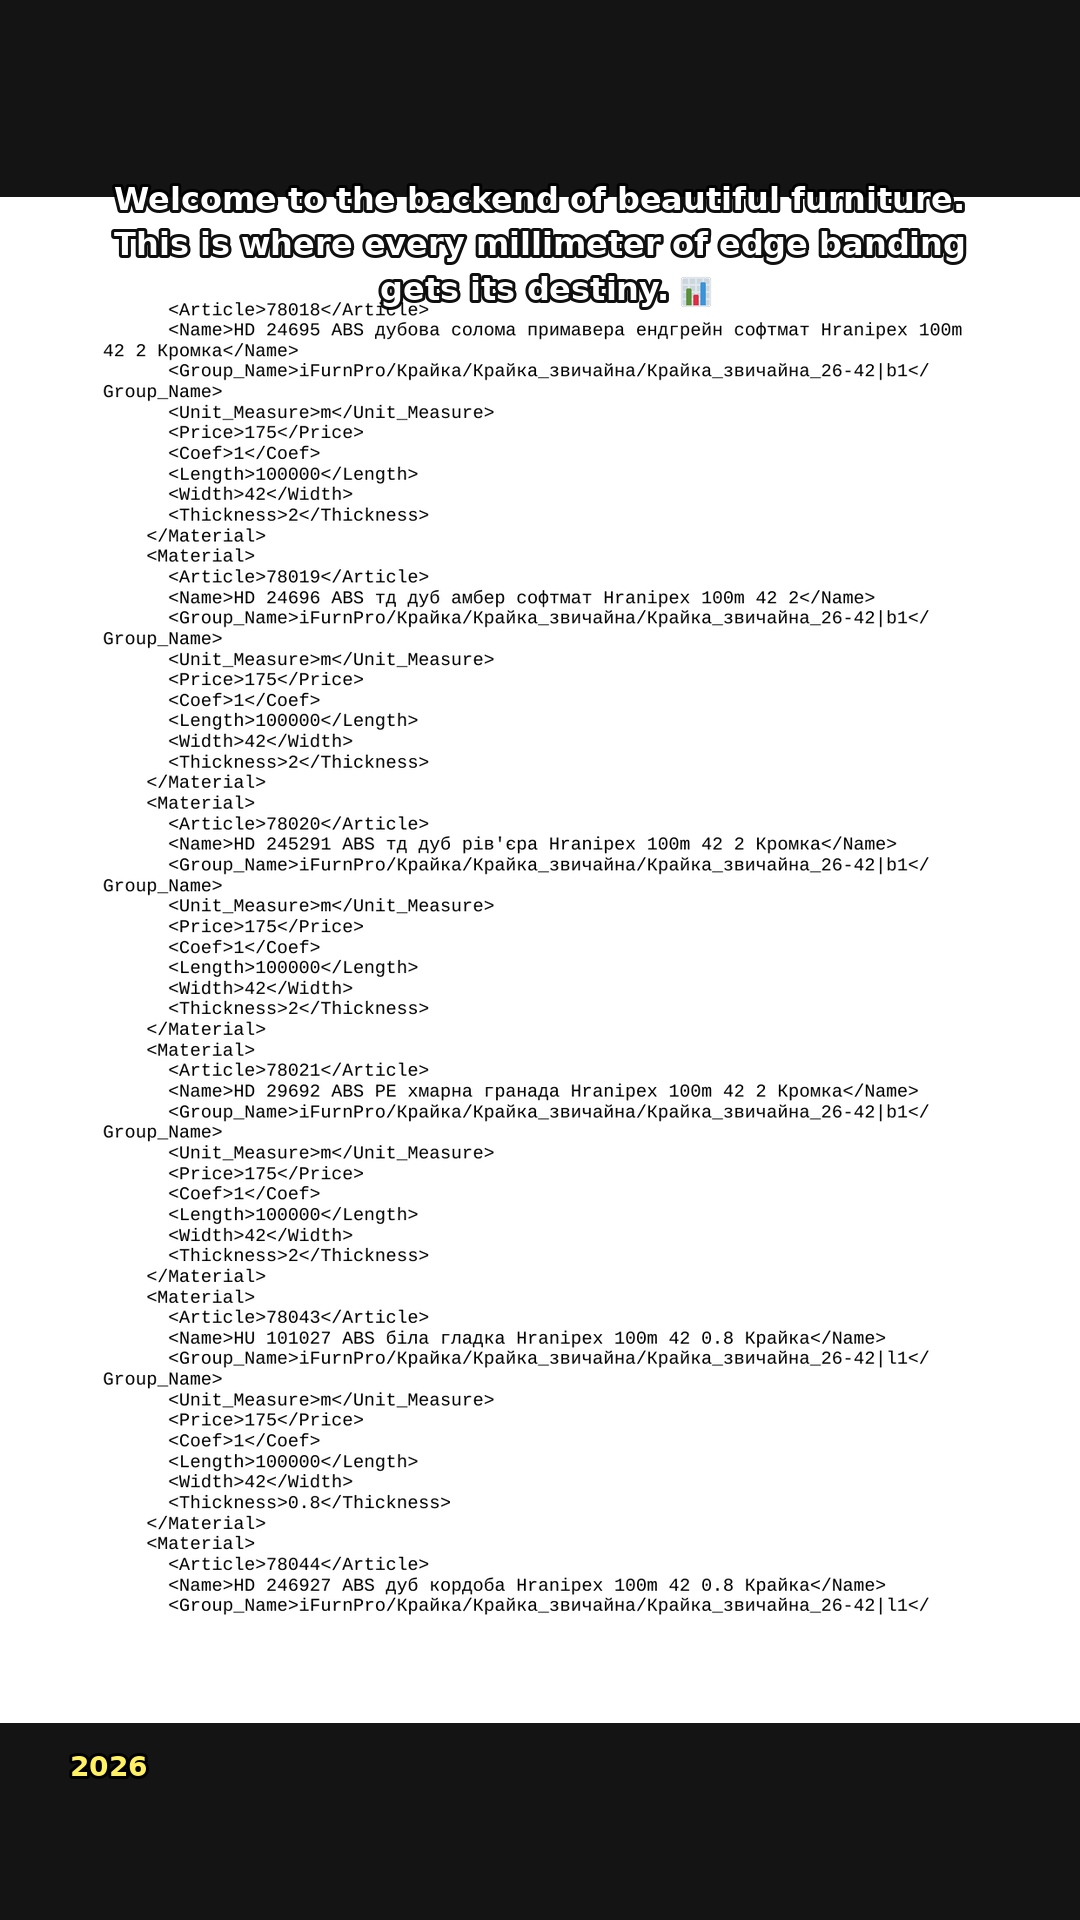 Welcome to the backend of beautiful furniture.
This is where every millimeter of edge banding
gets its destiny. 📊
<Article>78018</Article>
<Name>HD 24695 ABS дубова солома примавера ендгрейн софтмат Hranipex 100m
42 2 Кромка</Name>
<Group_Name>iFurnPro/Крайка/Крайка_звичайна/Крайка_звичайна_26-42|b1</
Group_Name>
<Unit_Measure>m</Unit_Measure>
<Price>175</Price>
<Coef>1</Coef>
<Length>100000</Length>
<Width>42</Width>
<Thickness>2</Thickness>
</Material>
<Material>
<Article>78019</Article>
<Name>HD 24696 ABS тд дуб амбер софтмат Hranipex 100m 42 2</Name>
<Group_Name>iFurnPro/Крайка/Крайка_звичайна/Крайка_звичайна_26-42|b1</
Group_Name>
<Unit_Measure>m</Unit_Measure>
<Price>175</Price>
<Coef>1</Coef>
<Length>100000</Length>
<Width>42</Width>
<Thickness>2</Thickness>
</Material>
<Material>
<Article>78020</Article>
<Name>HD 245291 ABS тд дуб рів'єра Hranipex 100m 42 2 Кромка</Name>
<Group_Name>iFurnPro/Крайка/Крайка_звичайна/Крайка_звичайна_26-42|b1</
Group_Name>
<Unit_Measure>m</Unit_Measure>
<Price>175</Price>
<Coef>1</Coef>
<Length>100000</Length>
<Width>42</Width>
<Thickness>2</Thickness>
</Material>
<Material>
<Article>78021</Article>
<Name>HD 29692 ABS PE хмарна гранада Hranipex 100m 42 2 Кромка</Name>
<Group_Name>iFurnPro/Крайка/Крайка_звичайна/Крайка_звичайна_26-42|b1</
Group_Name>
<Unit_Measure>m</Unit_Measure>
<Price>175</Price>
<Coef>1</Coef>
<Length>100000</Length>
<Width>42</Width>
<Thickness>2</Thickness>
</Material>
<Material>
<Article>78043</Article>
<Name>HU 101027 ABS біла гладка Hranipex 100m 42 0.8 Крайка</Name>
<Group_Name>iFurnPro/Крайка/Крайка_звичайна/Крайка_звичайна_26-42|l1</
Group_Name>
<Unit_Measure>m</Unit_Measure>
<Price>175</Price>
<Coef>1</Coef>
<Length>100000</Length>
<Width>42</Width>
<Thickness>0.8</Thickness>
</Material>
<Material>
<Article>78044</Article>
<Name>HD 246927 ABS дуб кордоба Hranipex 100m 42 0.8 Крайка</Name>
<Group_Name>iFurnPro/Крайка/Крайка_звичайна/Крайка_звичайна_26-42|l1</
2026